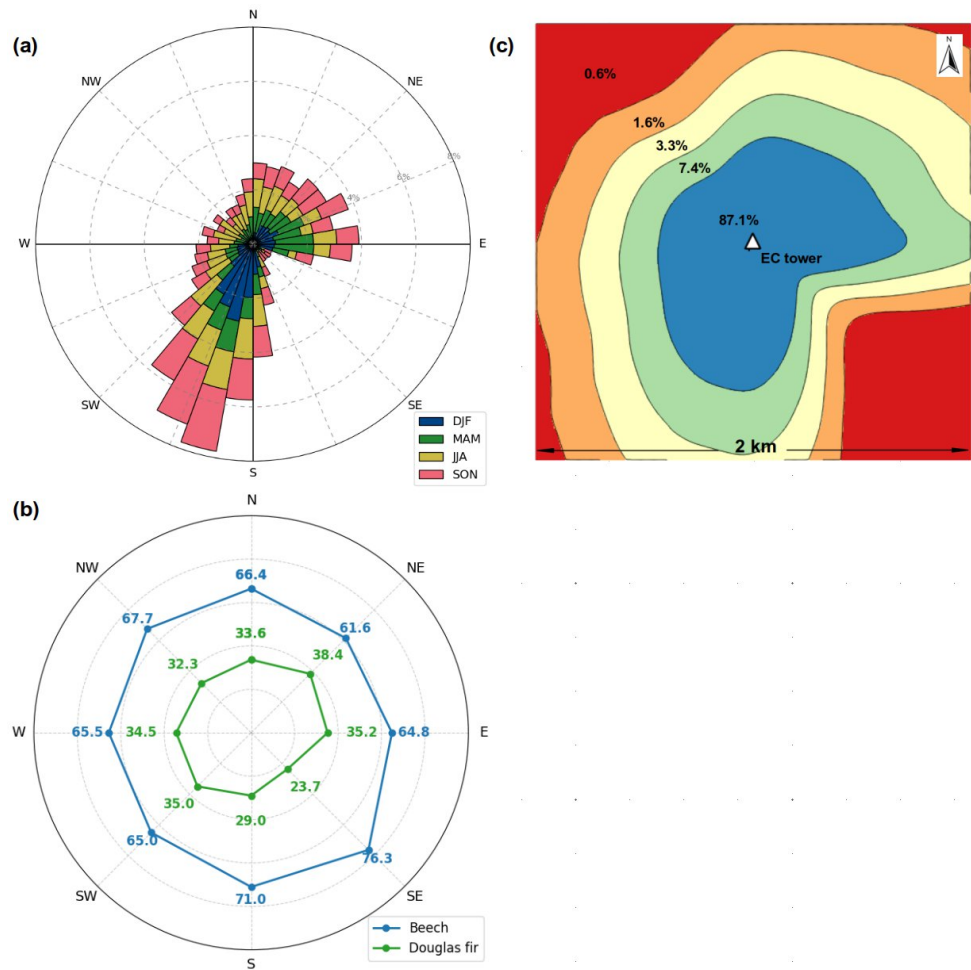 (a)
N
NE
E
SE
S
SW
W
NW
4%
6%
8%
DJF
MAM
JJA
SON
(c)
N
0.6%
1.6%
3.3%
7.4%
87.1%
EC tower
2 km
(b)
N
NE
E
SE
S
SW
W
NW
66.4
61.6
64.8
76.3
71.0
65.0
65.5
67.7
33.6
38.4
35.2
23.7
29.0
35.0
34.5
32.3
Beech
Douglas fir